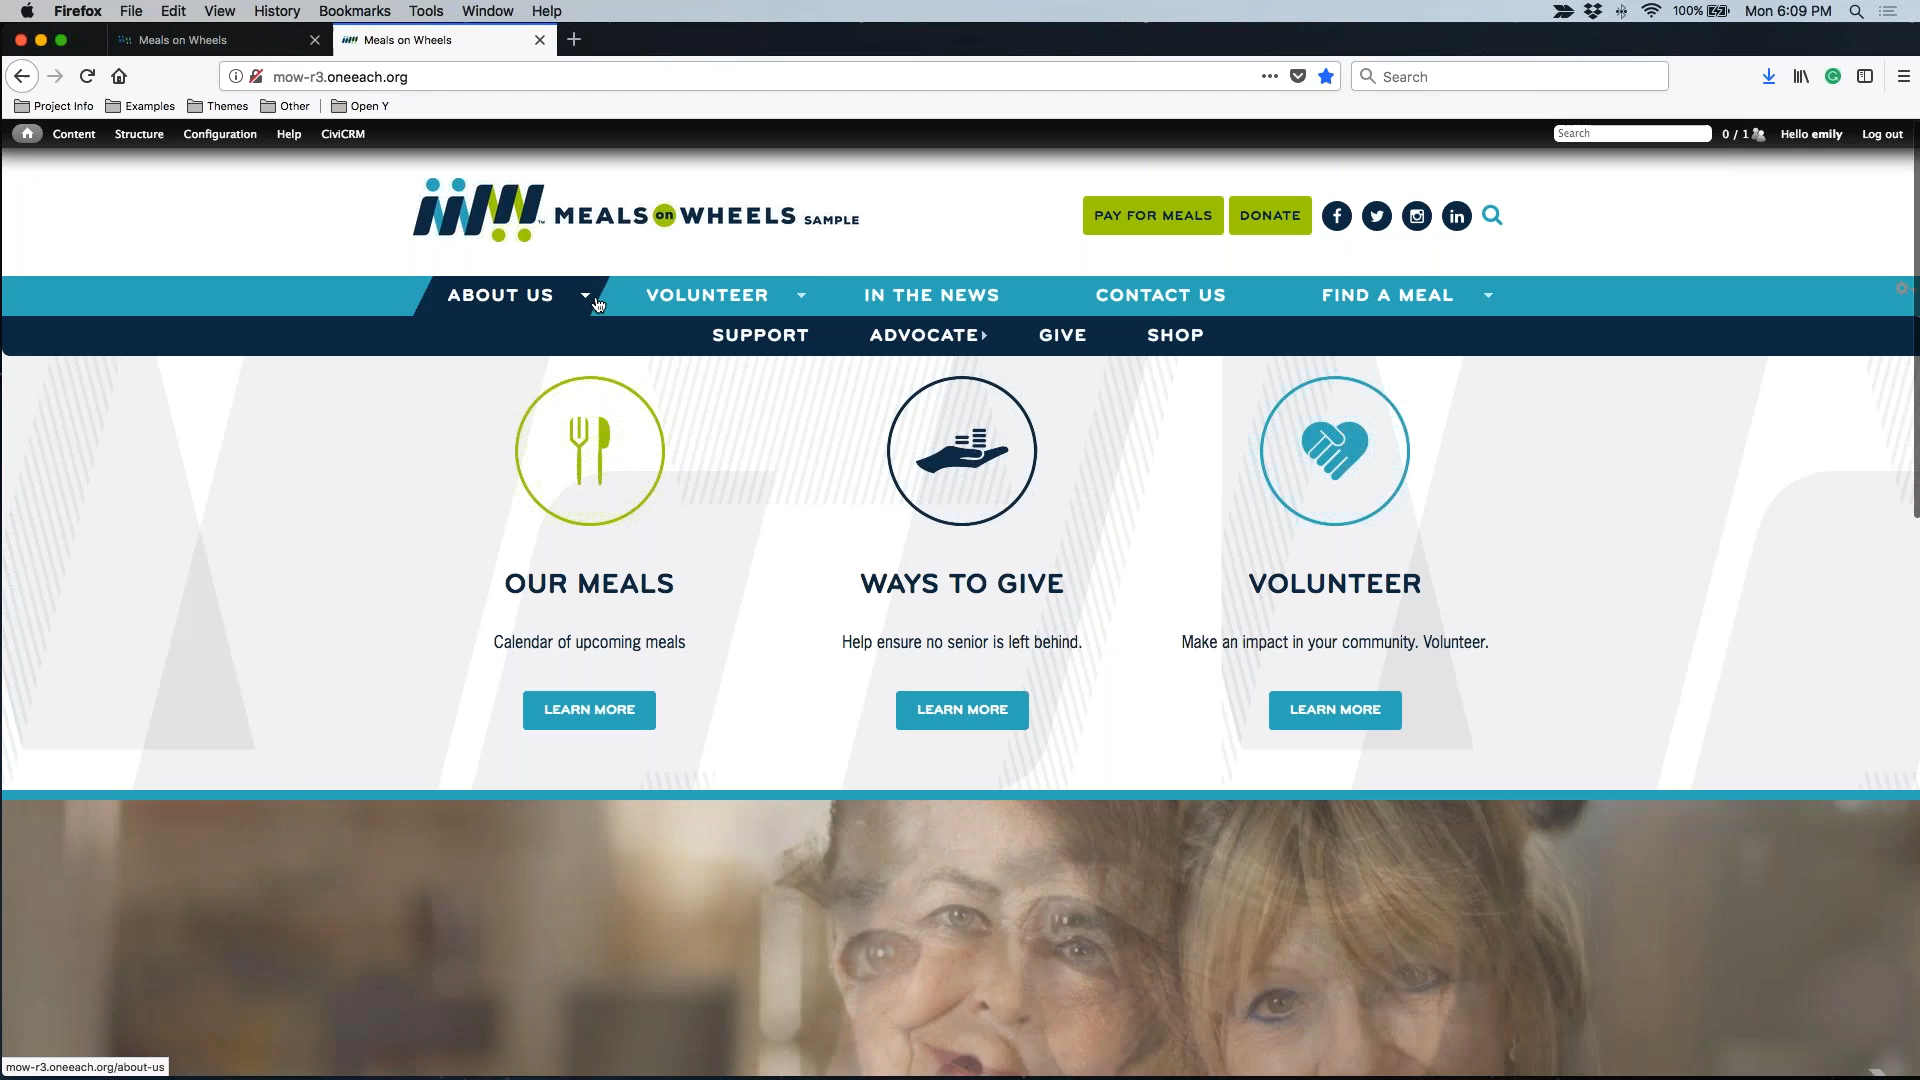 Firefox File Edit View History Bookmarks Tools Window Help 100% Mon 6:09 PM
Meals on Wheels Meals on Wheels
mow-r3.oneeach.org Search
Project Info Examples Themes Other Open Y
Content Structure Configuration Help CiviCRM Search 0 / 1 Hello emily Log out
MEALS on WHEELS SAMPLE PAY FOR MEALS DONATE
ABOUT US VOLUNTEER IN THE NEWS CONTACT US FIND A MEAL
SUPPORT ADVOCATE GIVE SHOP
OUR MEALS WAYS TO GIVE VOLUNTEER
Calendar of upcoming meals Help ensure no senior is left behind. Make an impact in your community. Volunteer.
LEARN MORE LEARN MORE LEARN MORE
mow-r3.oneeach.org/about-us